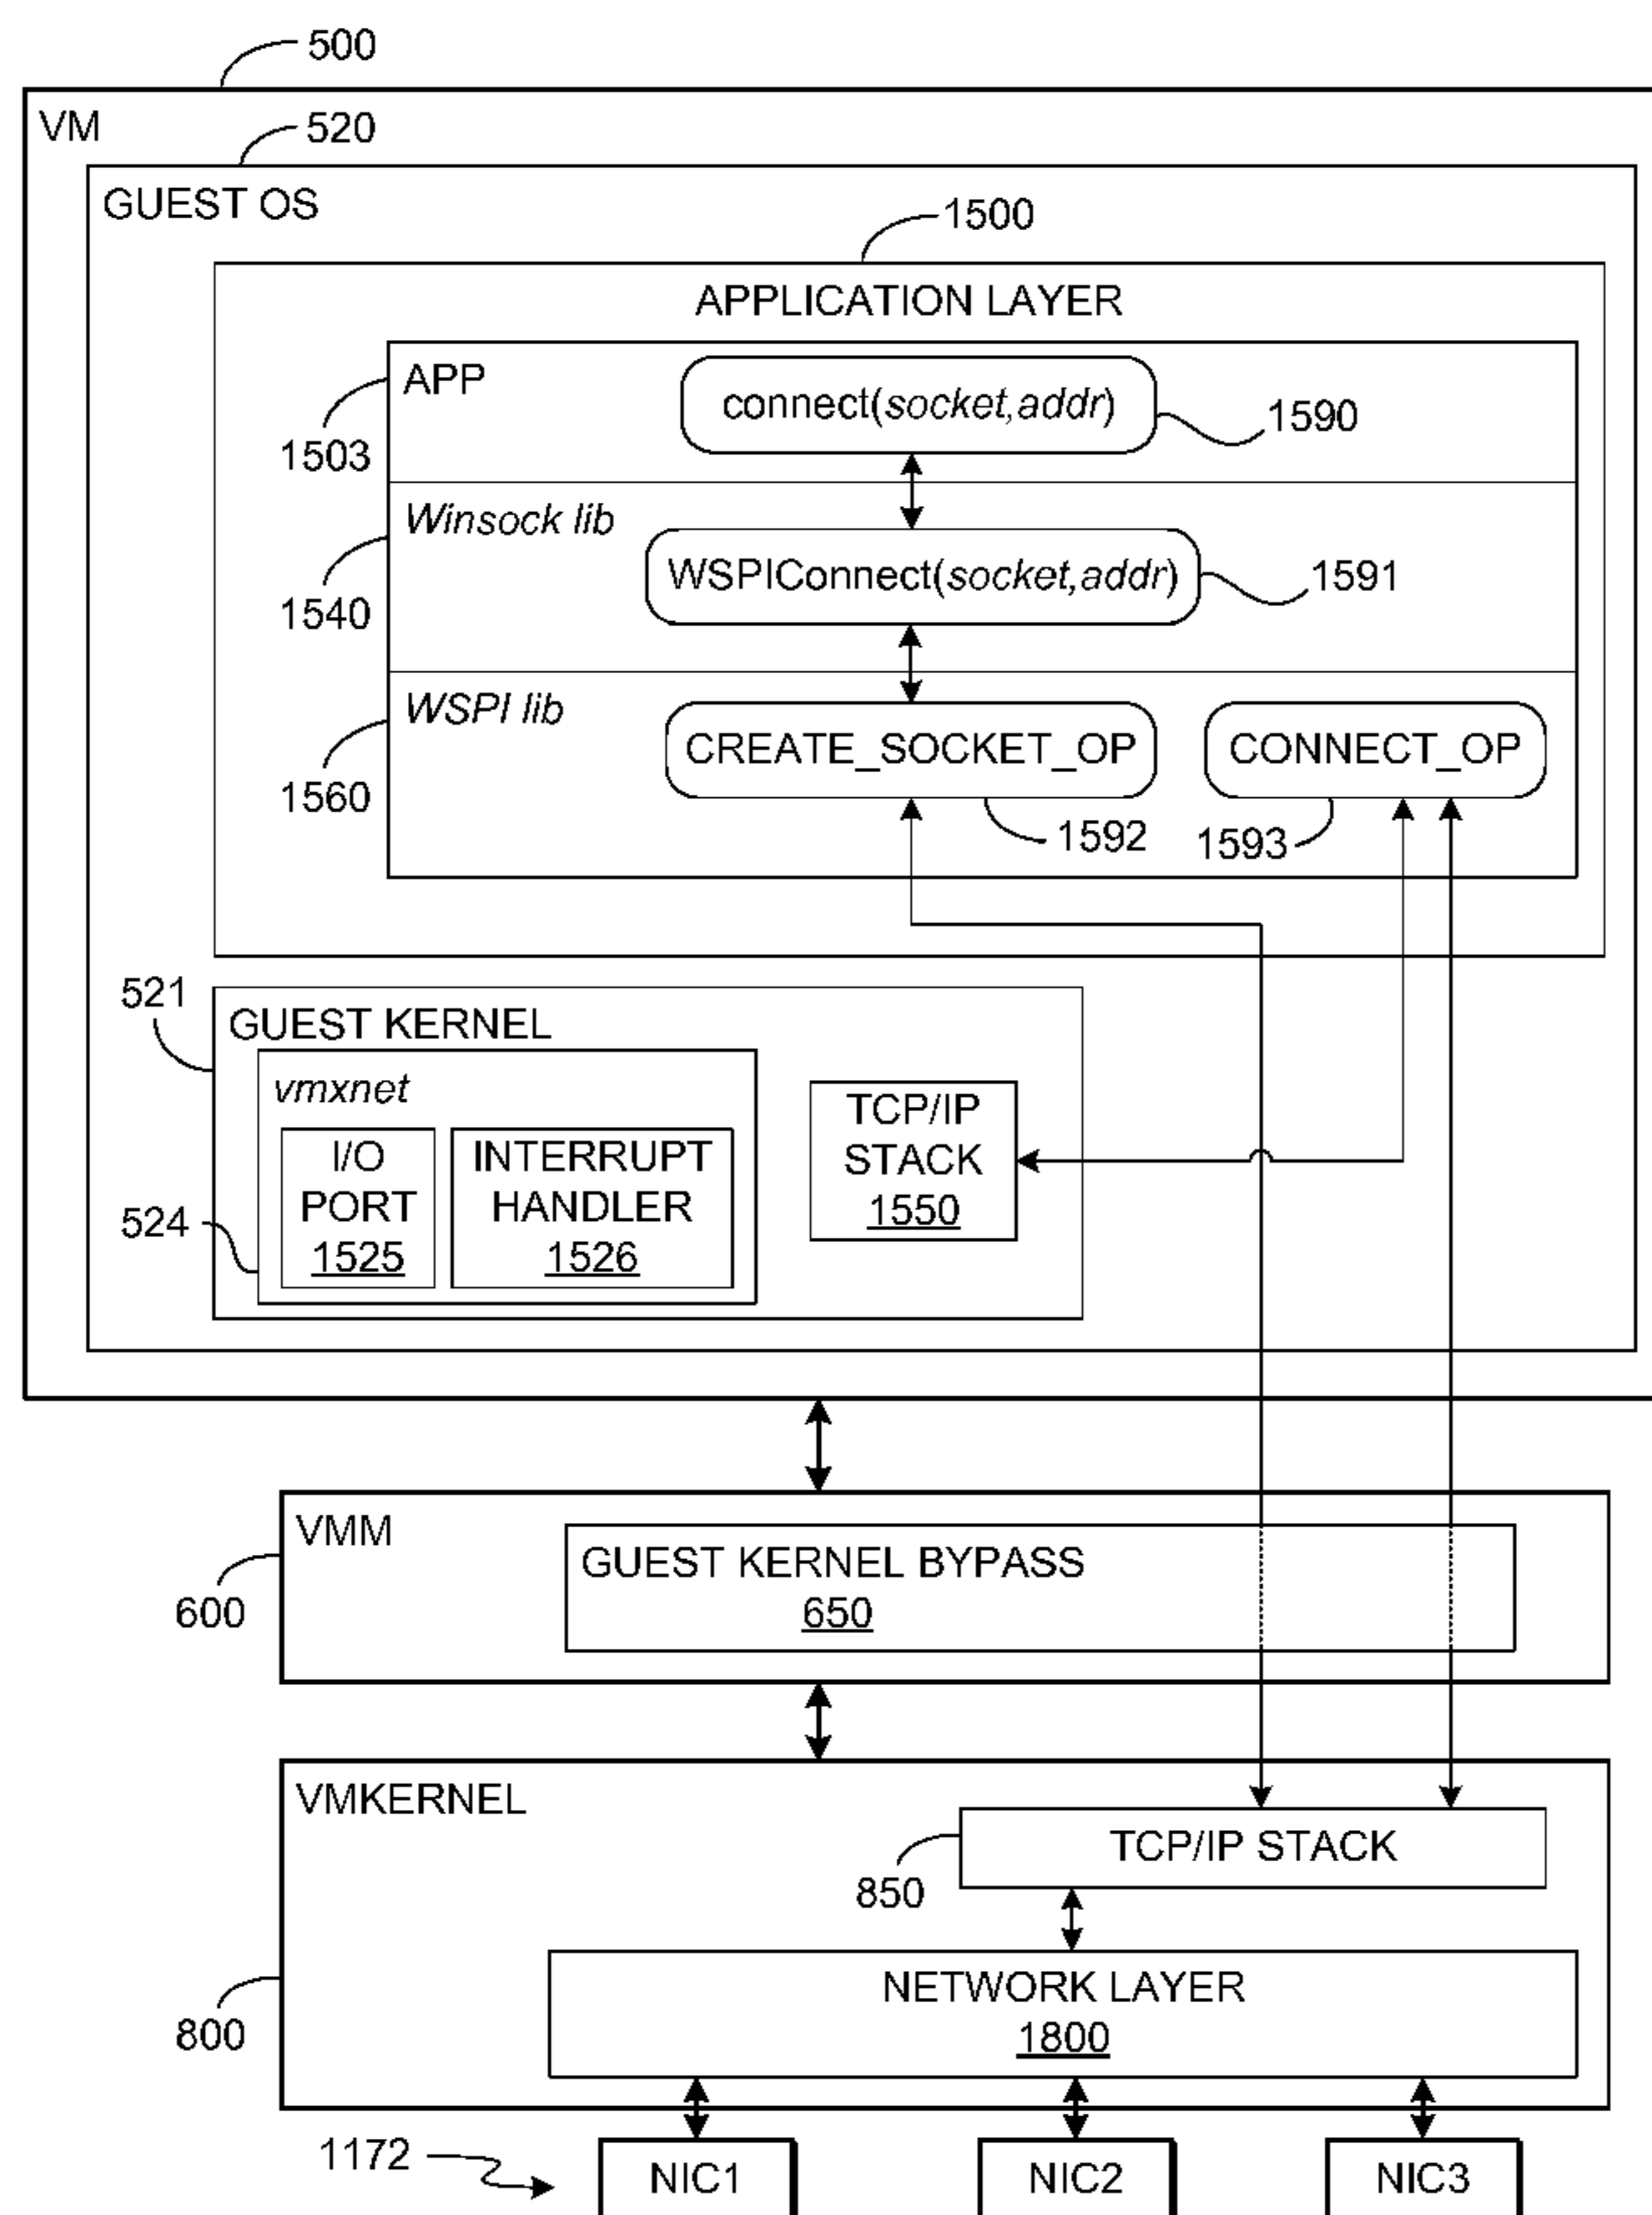 500
VM
520
GUEST OS
1500
APPLICATION LAYER
APP
connect(socket,addr)
1590
1503
Winsock lib
WSPIConnect(socket,addr)
1591
1540
WSPI lib
CREATE_SOCKET_OP
CONNECT_OP
1560
1592
1593
521
GUEST KERNEL
vmxnet
I/O
PORT
1525
INTERRUPT
HANDLER
1526
TCP/IP
STACK
1550
524
VMM
GUEST KERNEL BYPASS
650
600
VMKERNEL
TCP/IP STACK
850
NETWORK LAYER
1800
800
1172
NIC1
NIC2
NIC3